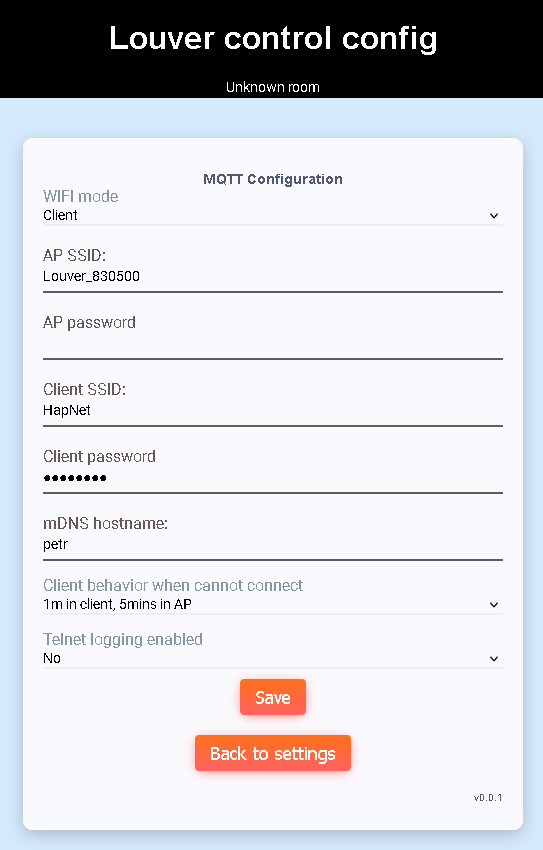 Louver control config
Unknown room
MQTT Configuration
WIFI mode
Client
AP SSID:
Louver_830500
AP password
Client SSID:
HapNet
Client password
●●●●●●●●
mDNS hostname:
petr
Client behavior when cannot connect
1m in client, 5mins in AP
Telnet logging enabled
No
Save
Back to settings
v0.0.1